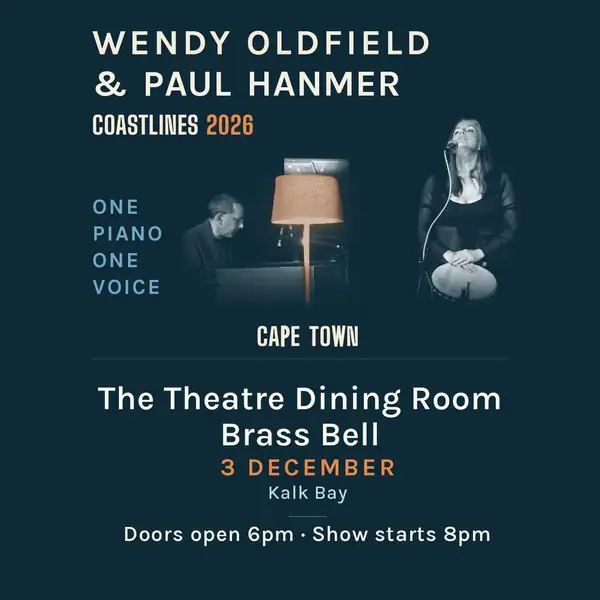 WENDY OLDFIELD
& PAUL HANMER
COASTLINES 2026
ONE
PIANO
ONE
VOICE
CAPE TOWN
The Theatre Dining Room
Brass Bell
3 DECEMBER
Kalk Bay
Doors open 6pm · Show starts 8pm